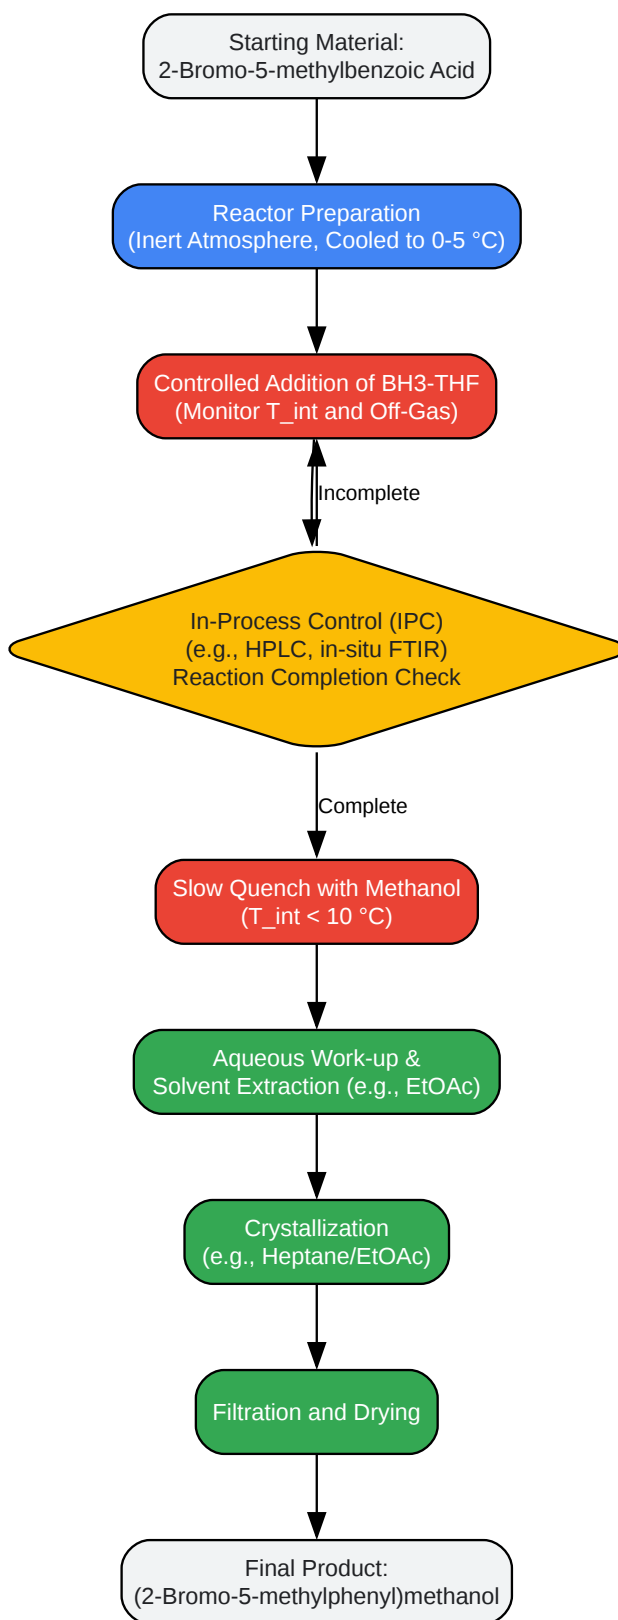 Starting Material:
2-Bromo-5-methylbenzoic Acid
Reactor Preparation
(Inert Atmosphere, Cooled to 0-5 °C)
Controlled Addition of BH3-THF
(Monitor T_int and Off-Gas)
Incomplete
In-Process Control (IPC)
(e.g., HPLC, in-situ FTIR)
Reaction Completion Check
Complete
Slow Quench with Methanol
(T_int < 10 °C)
Aqueous Work-up &
Solvent Extraction (e.g., EtOAc)
Crystallization
(e.g., Heptane/EtOAc)
Filtration and Drying
Final Product:
(2-Bromo-5-methylphenyl)methanol